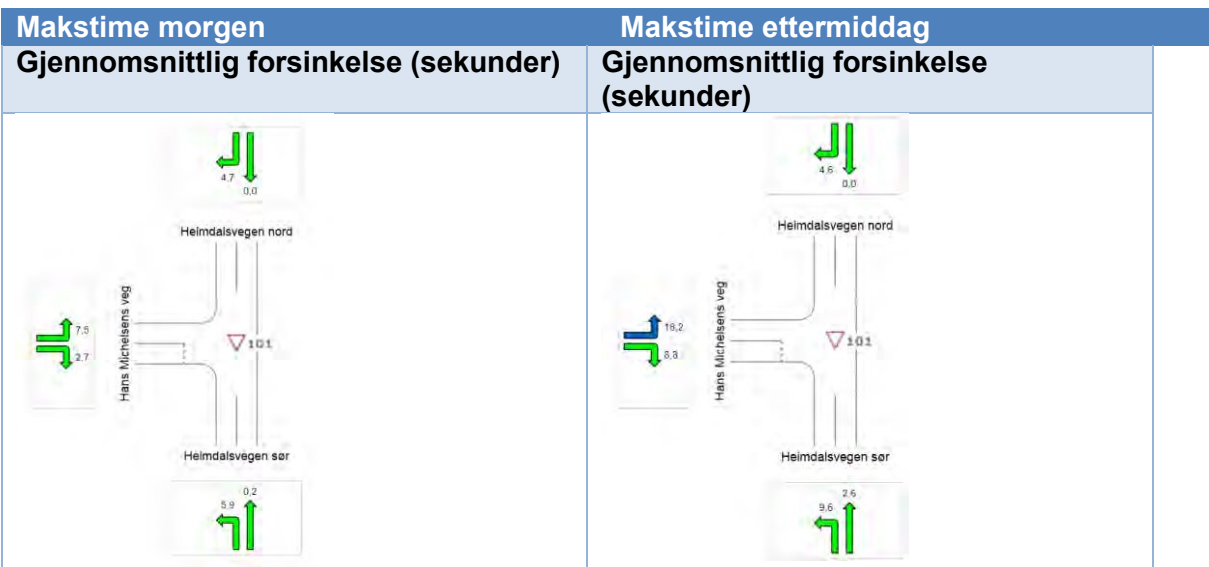 Makstime morgen
Makstime ettermiddag
Gjennomsnittlig forsinkelse (sekunder)
Gjennomsnittlig forsinkelse
(sekunder)
4,7
0,0
Heimdalsvegen nord
Hans Michelsens veg
7,5
2,7
101
Heimdalsvegen sør
0,2
5,9
4,6
0,0
Heimdalsvegen nord
Hans Michelsens veg
16,2
8,8
101
Heimdalsvegen sør
2,6
9,6